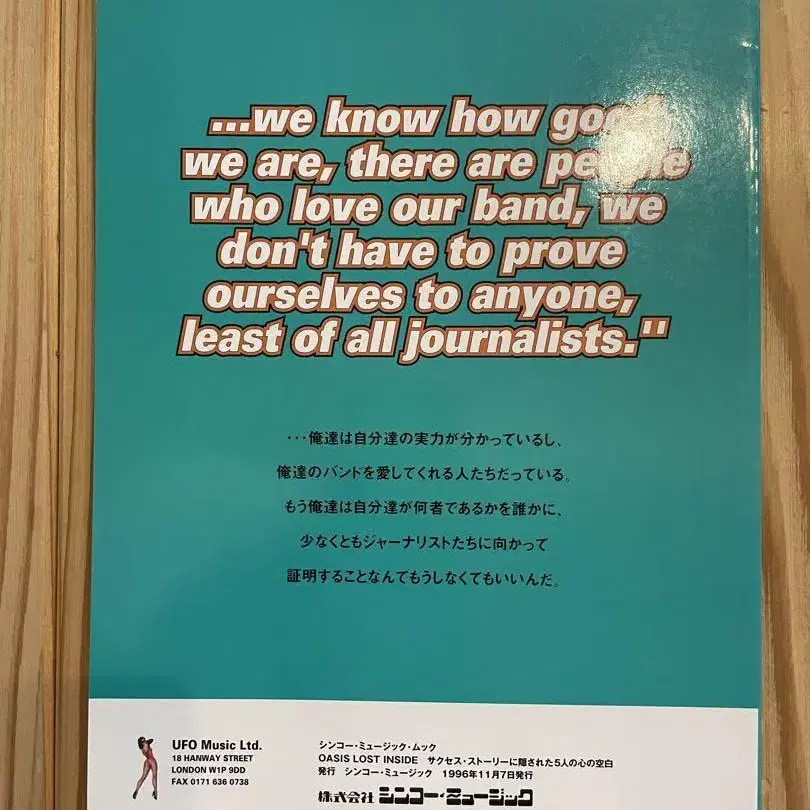 ...we know how good
we are, there are people
who love our band, we
don't have to prove
ourselves to anyone,
least of all journalists."
…俺達は自分達の実力が分かっているし、
俺達のバンドを愛してくれる人たちだっている。
もう俺達は自分達が何者であるかを誰かに、
少なくともジャーナリストたちに向かって
証明することなんてもうしなくてもいいんだ。
UFO Music Ltd.
18 HANWAY STREET
LONDON W1P 9DD
FAX 0171 636 0738
シンコー・ミュージック・ムック
OASIS LOST INSIDE サクセス・ストーリーに隠された5人の心の空白
発行 シンコー・ミュージック 1996年11月7日発行
株式会社 シンコー・ミュージック